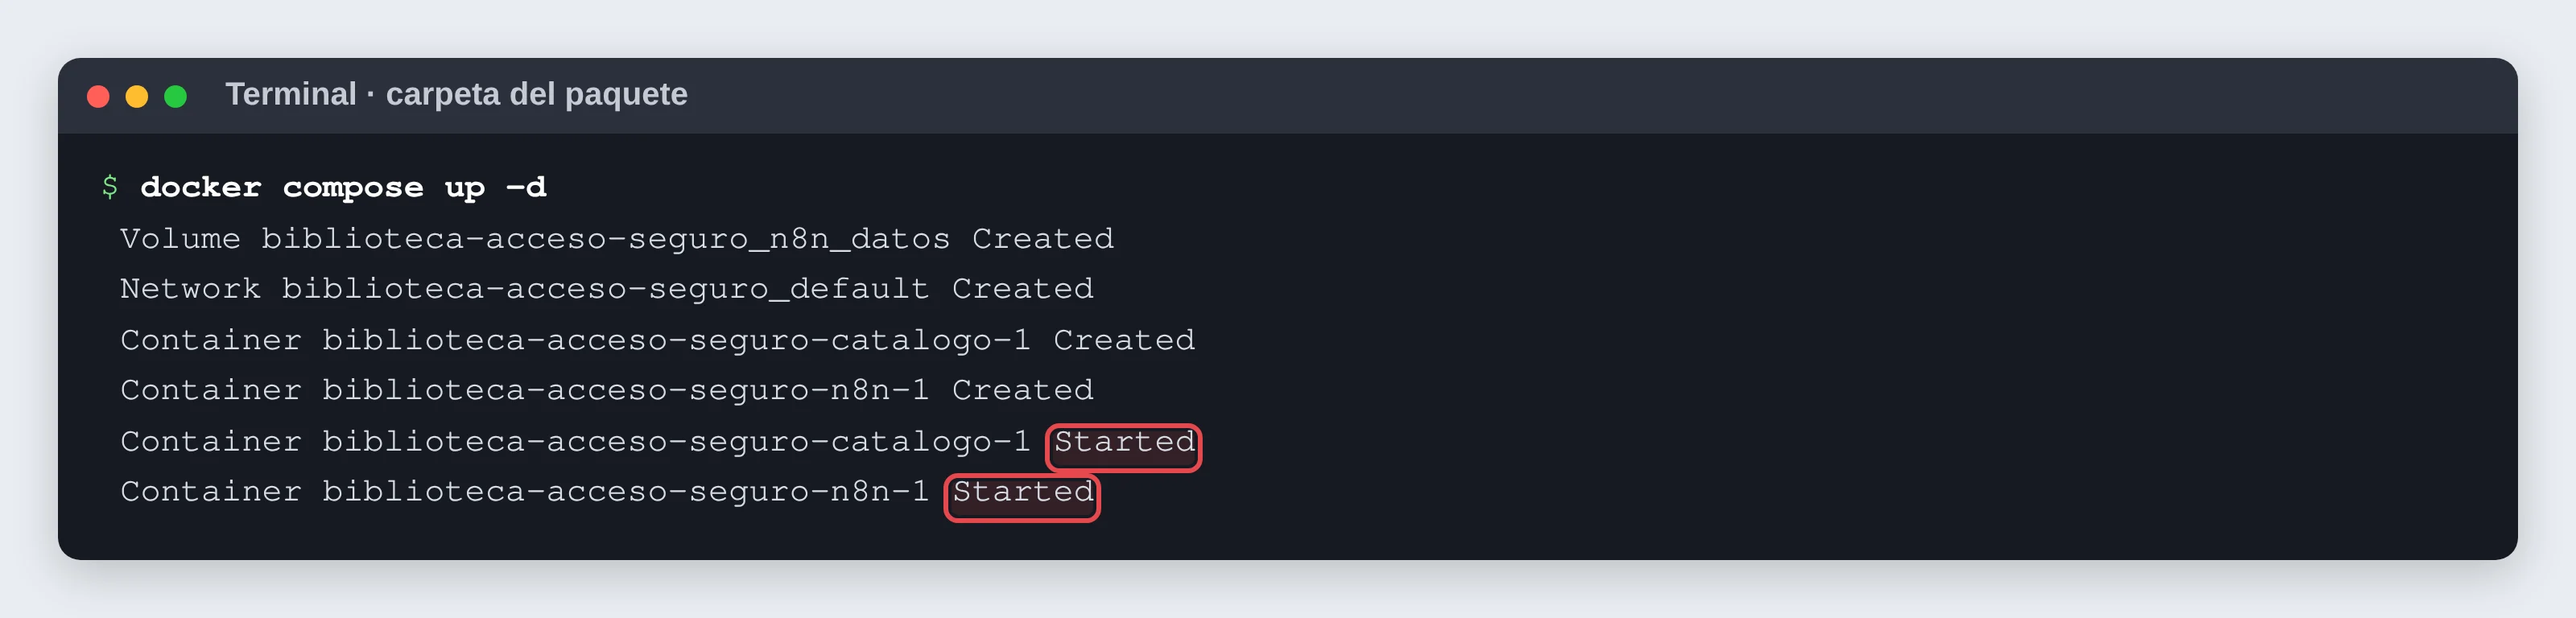 Terminal · carpeta del paquete
$ docker compose up -d
Volume biblioteca-acceso-seguro_n8n_datos Created
Network biblioteca-acceso-seguro_default Created
Container biblioteca-acceso-seguro-catalogo-1 Created
Container biblioteca-acceso-seguro-n8n-1 Created
Container biblioteca-acceso-seguro-catalogo-1 Started
Container biblioteca-acceso-seguro-n8n-1 Started